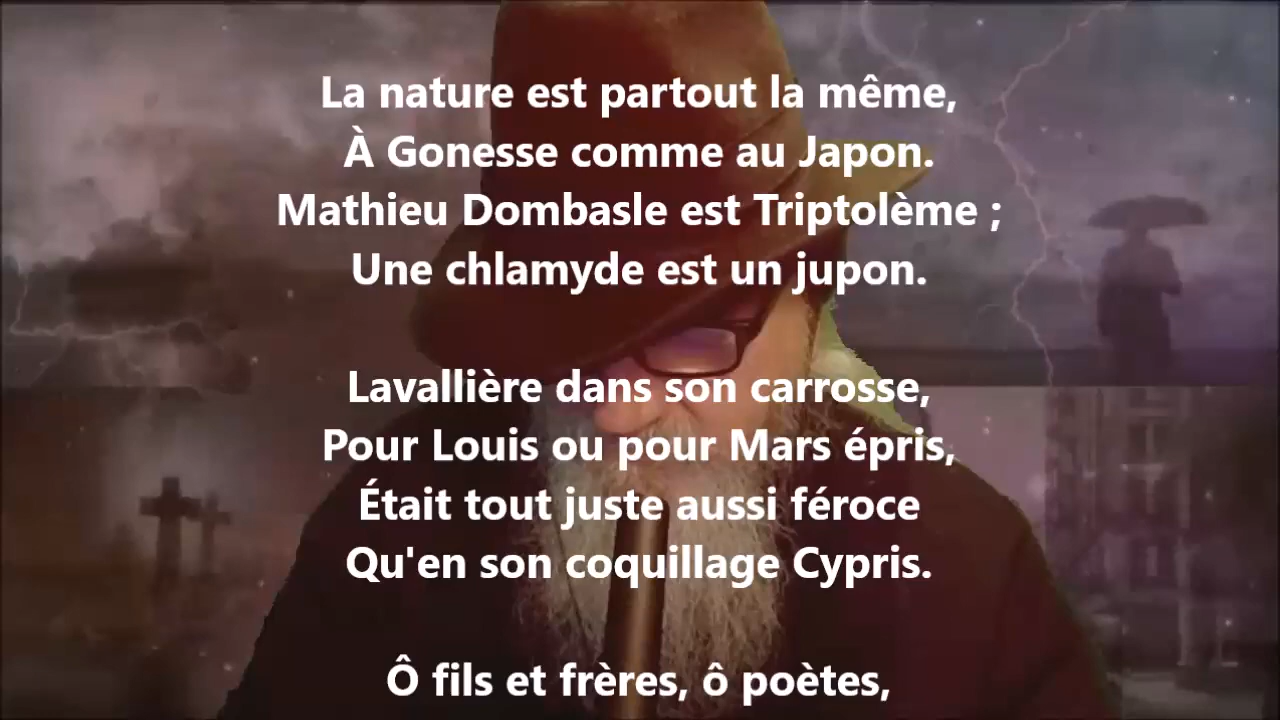 La nature est partout la même,
À Gonesse comme au Japon.
Mathieu Dombasle est Triptolème ;
Une chlamyde est un jupon.
Lavallière dans son carrosse,
Pour Louis ou pour Mars épris,
Était tout juste aussi féroce
Qu'en son coquillage Cypris.
Ô fils et frères, ô poètes,